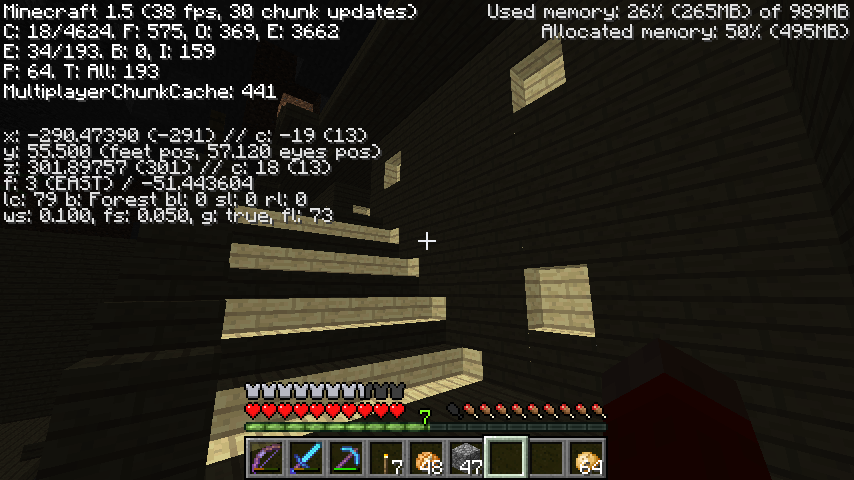 Minecraft 1.5 (38 fps, 30 chunk updates)
C: 18/4624, F: 575, O: 369, E: 3662
E: 34/193. B: 0, I: 159
P: 64. T: All: 193
MultiplayerChunkCache: 441
Used memory: 26% (265MB) of 989MB
Allocated memory: 50% (495MB)
x: -290.47390 (-291) // c: -19 (13)
y: 55.500 (feet pos, 57.120 eyes pos)
z: 301.89757 (301) // c: 18 (13)
f: 3 (EAST) / -51.443604
lc: 79 b: Forest bl: 0 sl: 0 rl: 0
ws: 0.100, fs: 0.050, g: true, fl: 73
7
7
48
47
64